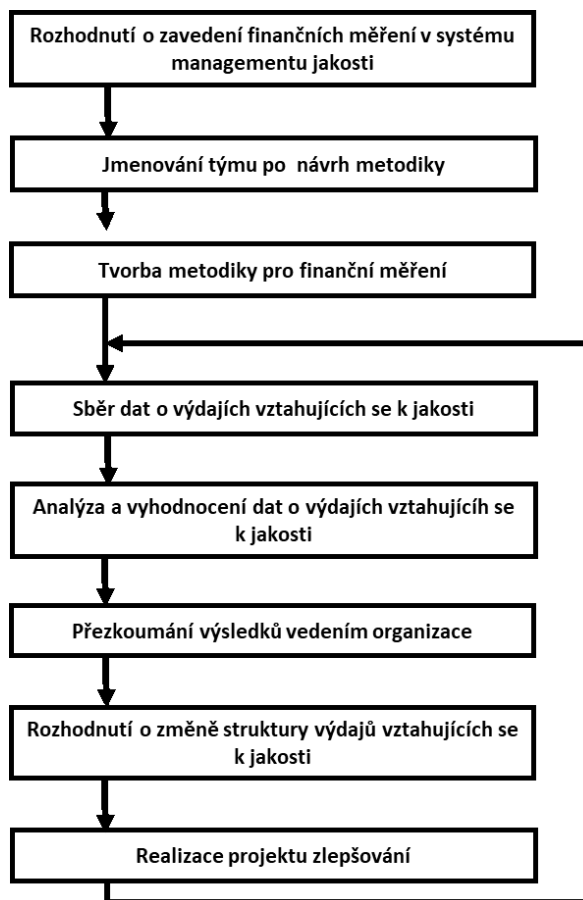 Rozhodnutí o zavedení finančních měření v systému
managementu jakosti
Jmenování týmu po návrh metodiky
Tvorba metodiky pro finanční měření
Sběr dat o výdajích vztahujících se k jakosti
Analýza a vyhodnocení dat o výdajích vztahujícíh se
k jakosti
Přezkoumání výsledků vedením organizace
Rozhodnutí o změně struktury výdajů vztahujících se
k jakosti
Realizace projektu zlepšování